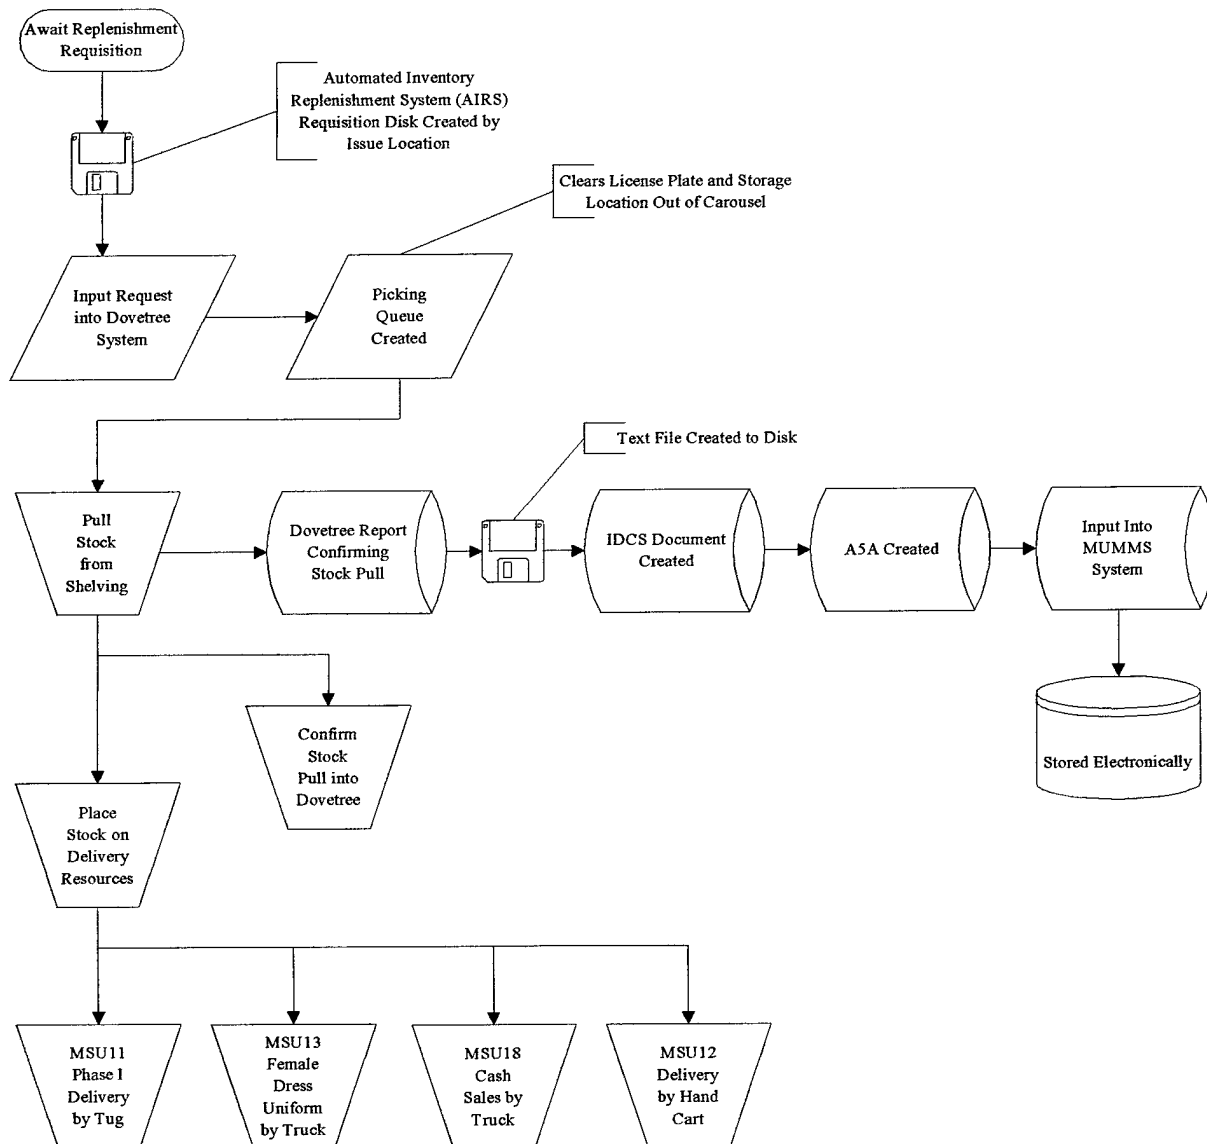 Await Replenishment
Requisition
Automated Inventory
Replenishment System (AIRS)
Requisition Disk Created by
Issue Location
Clears License Plate and Storage
Location Out of Carousel
Input Request
into Dovetree
System
Picking
Queue
Created
Text File Created to Disk
Pull
Stock
from
Shelving
Dovetree Report
Confirming
Stock Pull
IDCS Document
Created
A5A Created
Input Into
MUMMS
System
Confirm
Stock
Pull into
Dovetree
Stored Electronically
Place
Stock on
Delivery
Resources
MSU11
Phase I
Delivery
by Tug
MSU13
Female
Dress
Uniform
by Truck
MSU18
Cash
Sales by
Truck
MSU12
Delivery
by Hand
Cart